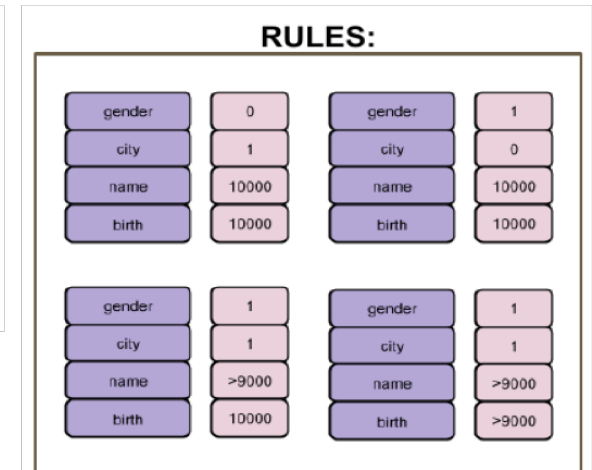 RULES:
gender 0
city 1
name 10000
birth 10000
gender 1
city 0
name 10000
birth 10000
gender 1
city 1
name >9000
birth 10000
gender 1
city 1
name >9000
birth >9000